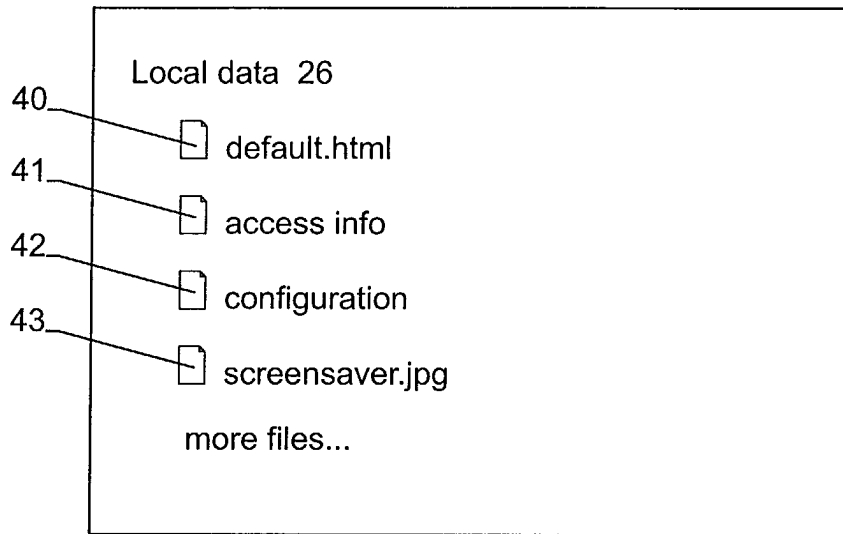 Local data 26
40
default.html
41
access info
42
configuration
43
screensaver.jpg
more files...